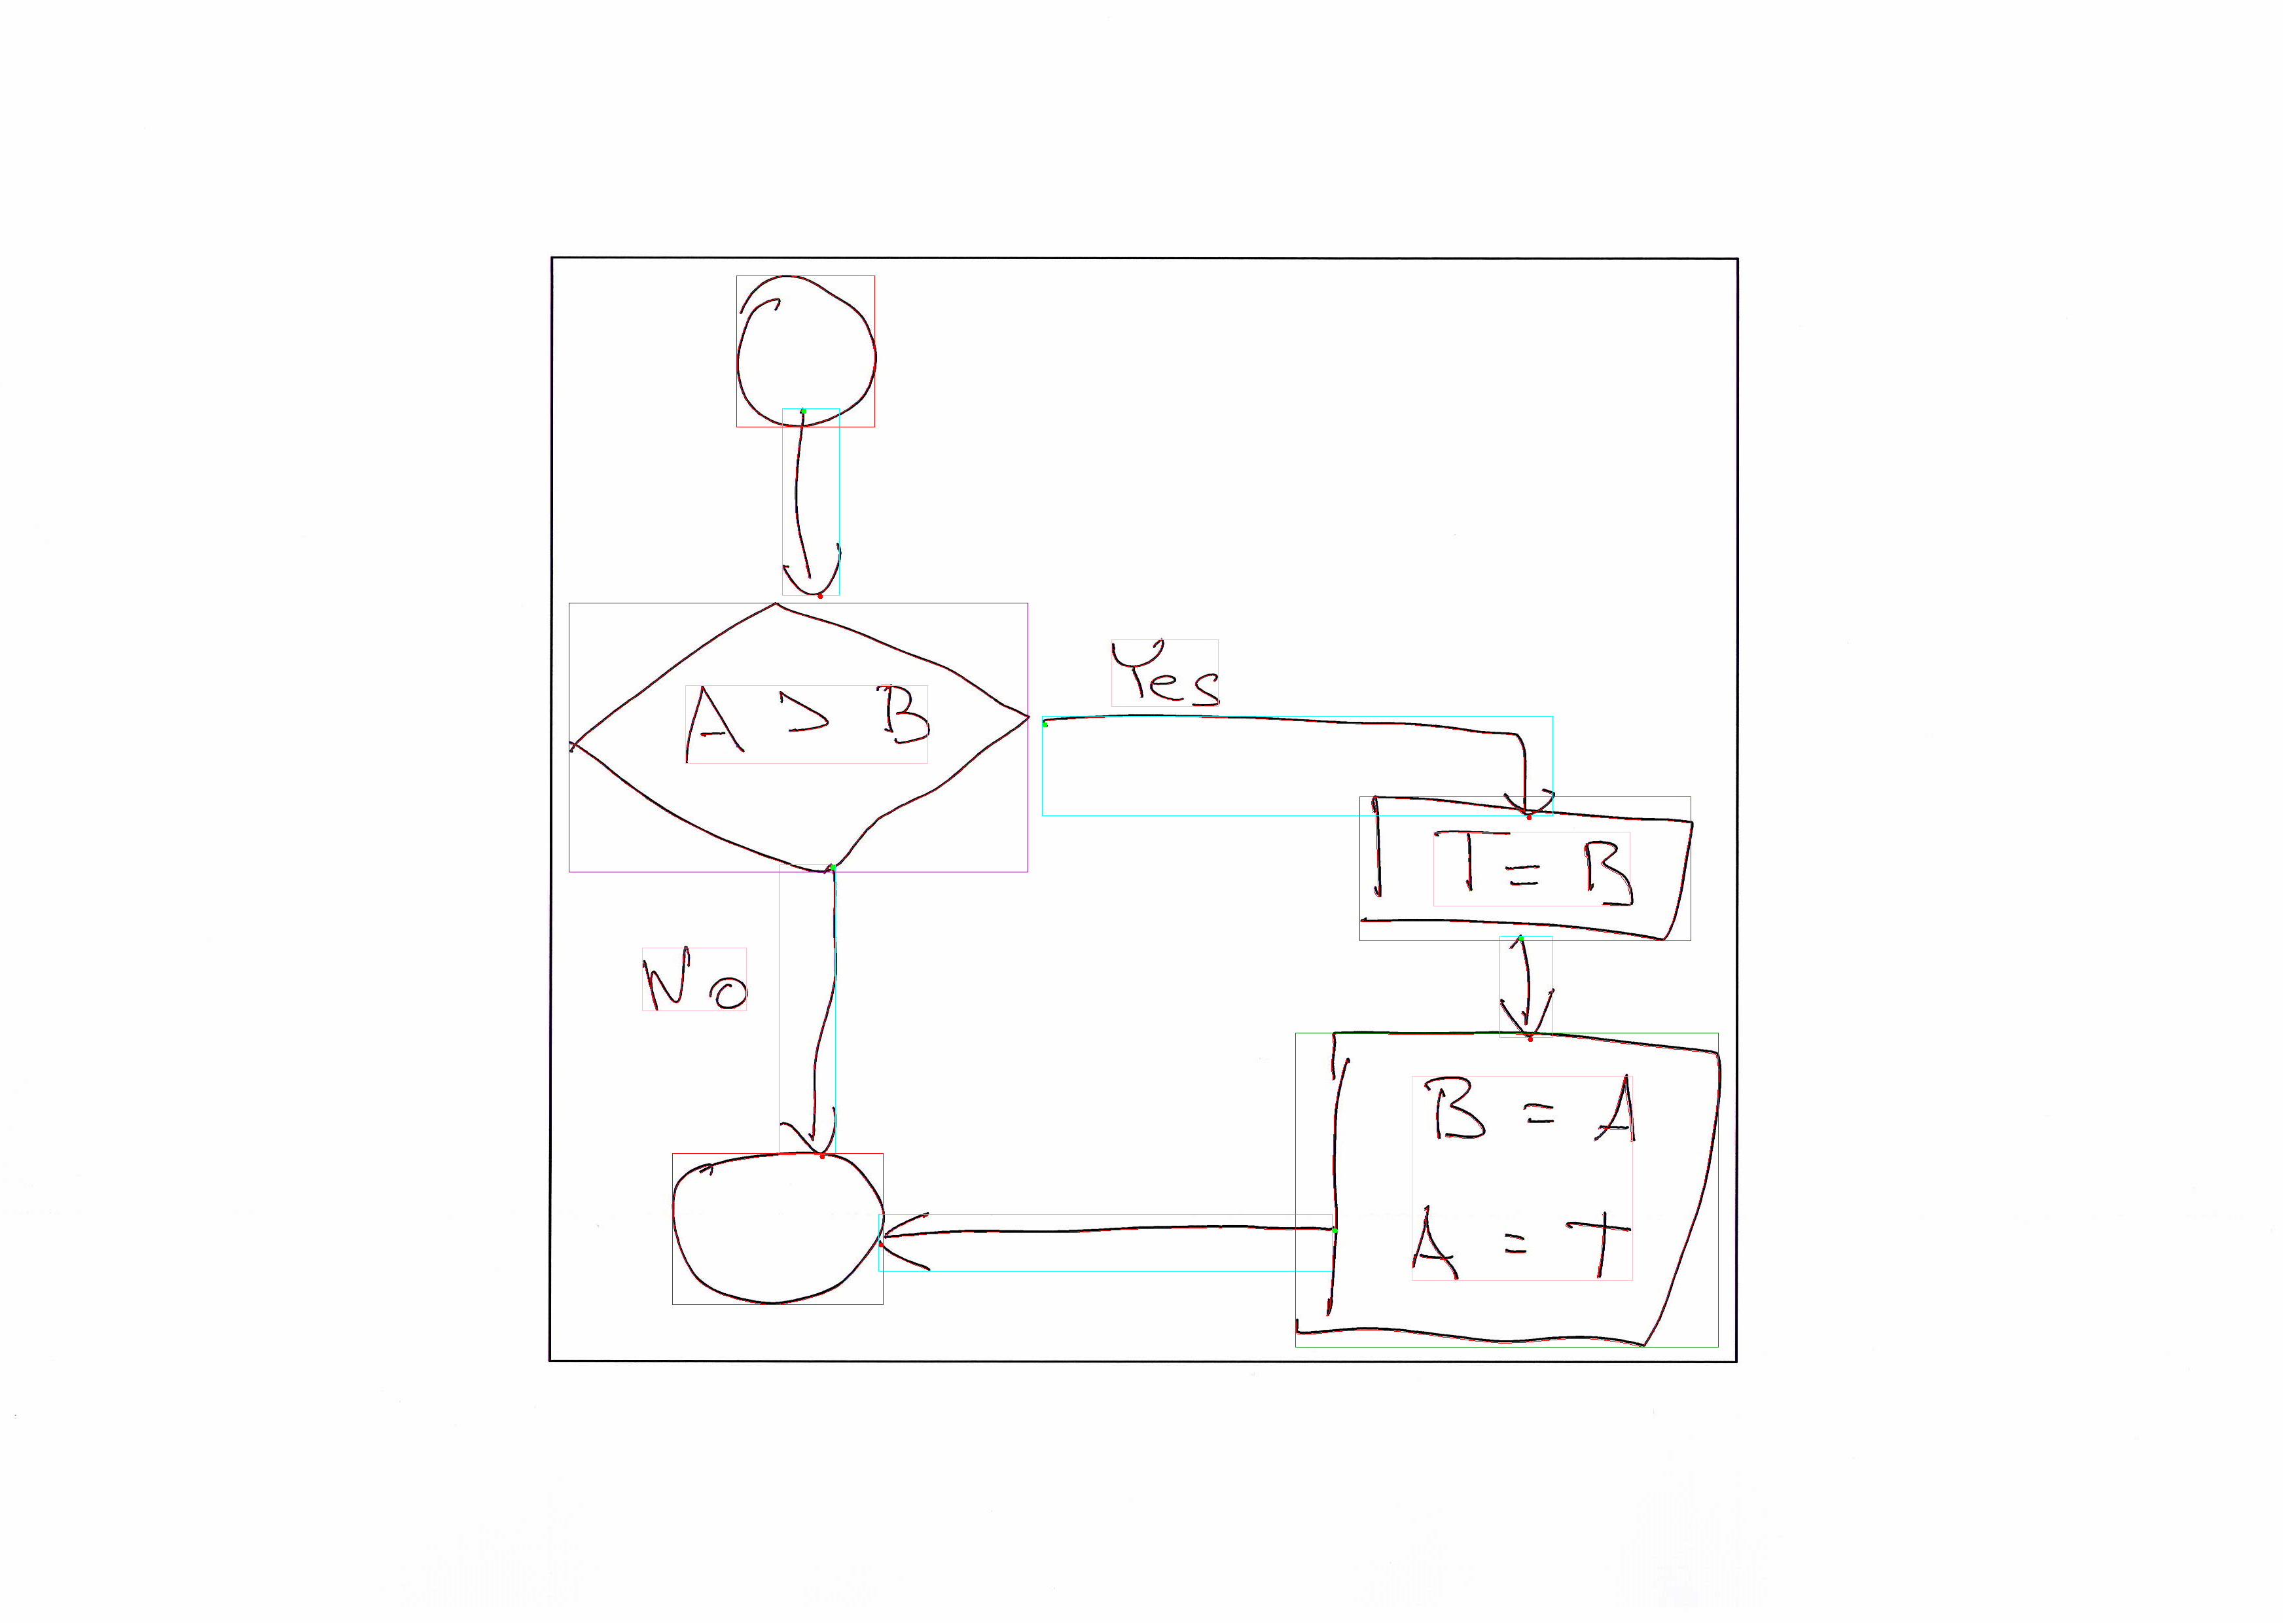 A > B
Yes
T = B
No
B = A
A = T